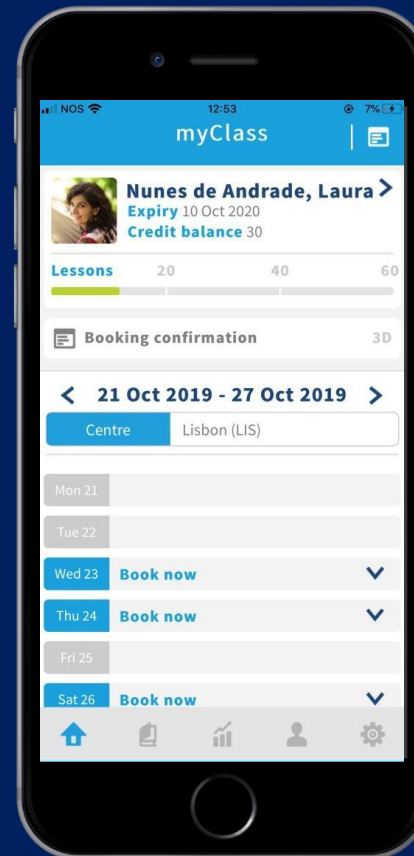 NOS 12:53 7%
myClass
Nunes de Andrade, Laura
Expiry 10 Oct 2020
Credit balance 30
Lessons 20 40 60
Booking confirmation 3D
21 Oct 2019 - 27 Oct 2019
Centre Lisbon (LIS)
Mon 21
Tue 22
Wed 23 Book now
Thu 24 Book now
Fri 25
Sat 26 Book now